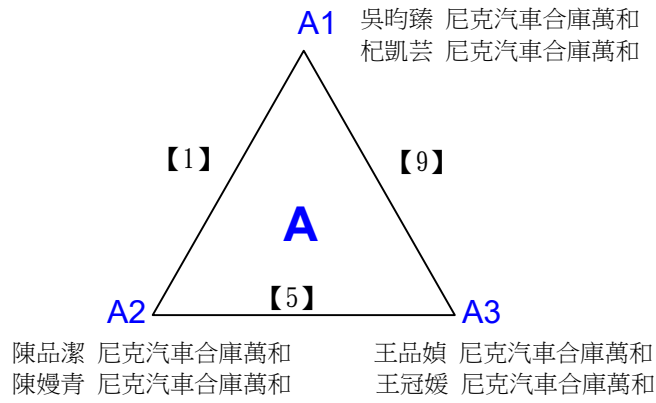 A1
吳昀臻 尼克汽車合庫萬和
杞凱芸 尼克汽車合庫萬和
【1】
【9】
A
【5】
A2
A3
陳品潔 尼克汽車合庫萬和
陳嫚青 尼克汽車合庫萬和
王品媜 尼克汽車合庫萬和
王冠媛 尼克汽車合庫萬和